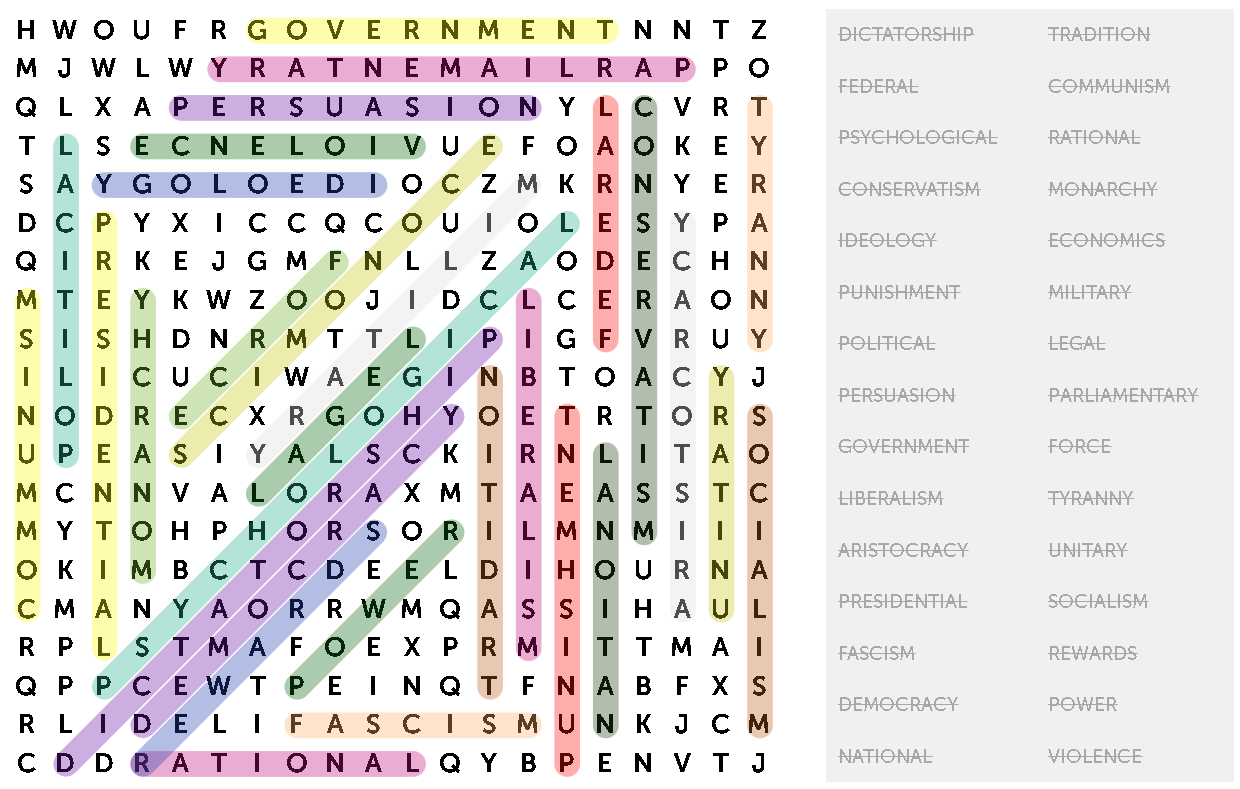 H W O U F R G O V E R N M E N T N N T Z
M J W L W Y R A T N E M A I L R A P P O
Q L X A P E R S U A S I O N Y L C V R T
T L S E C N E L O I V U E F O A O K E Y
S A Y G O L O E D I O C Z M K R N Y E R
D C P Y X I C C Q C O U I O L E S Y P A
Q I R K E J G M F N L L Z A O D E C H N
M T E Y K W Z O O J I D C L C E R A O N
S I S H D N R M T T L I P I G F V R U Y
I L I C U C I W A E G I N B T O A C Y J
N O D R E C X R G O H Y O E T R T O R S
U P E A S I Y A L S C K I R N L I T A O
M C N N V A L O R A X M T A E A S S T C
M Y T O H P H O R S O R I L M N M I I I
O K I M B C T C D E E L D I H O U R N A
C M A N Y A O R R W M Q A S S I H A U L
R P L S T M A F O E X P R M I T T M A I
Q P P C E W T P E I N Q T F N A B F X S
R L I D E L I F A S C I S M U N K J C M
C D D R A T I O N A L Q Y B P E N V T J
DICTATORSHIP TRADITION
FEDERAL COMMUNISM
PSYCHOLOGICAL RATIONAL
CONSERVATISM MONARCHY
IDEOLOGY ECONOMICS
PUNISHMENT MILITARY
POLITICAL LEGAL
PERSUASION PARLIAMENTARY
GOVERNMENT FORCE
LIBERALISM TYRANNY
ARISTOCRACY UNITARY
PRESIDENTIAL SOCIALISM
FASCISM REWARDS
DEMOCRACY POWER
NATIONAL VIOLENCE